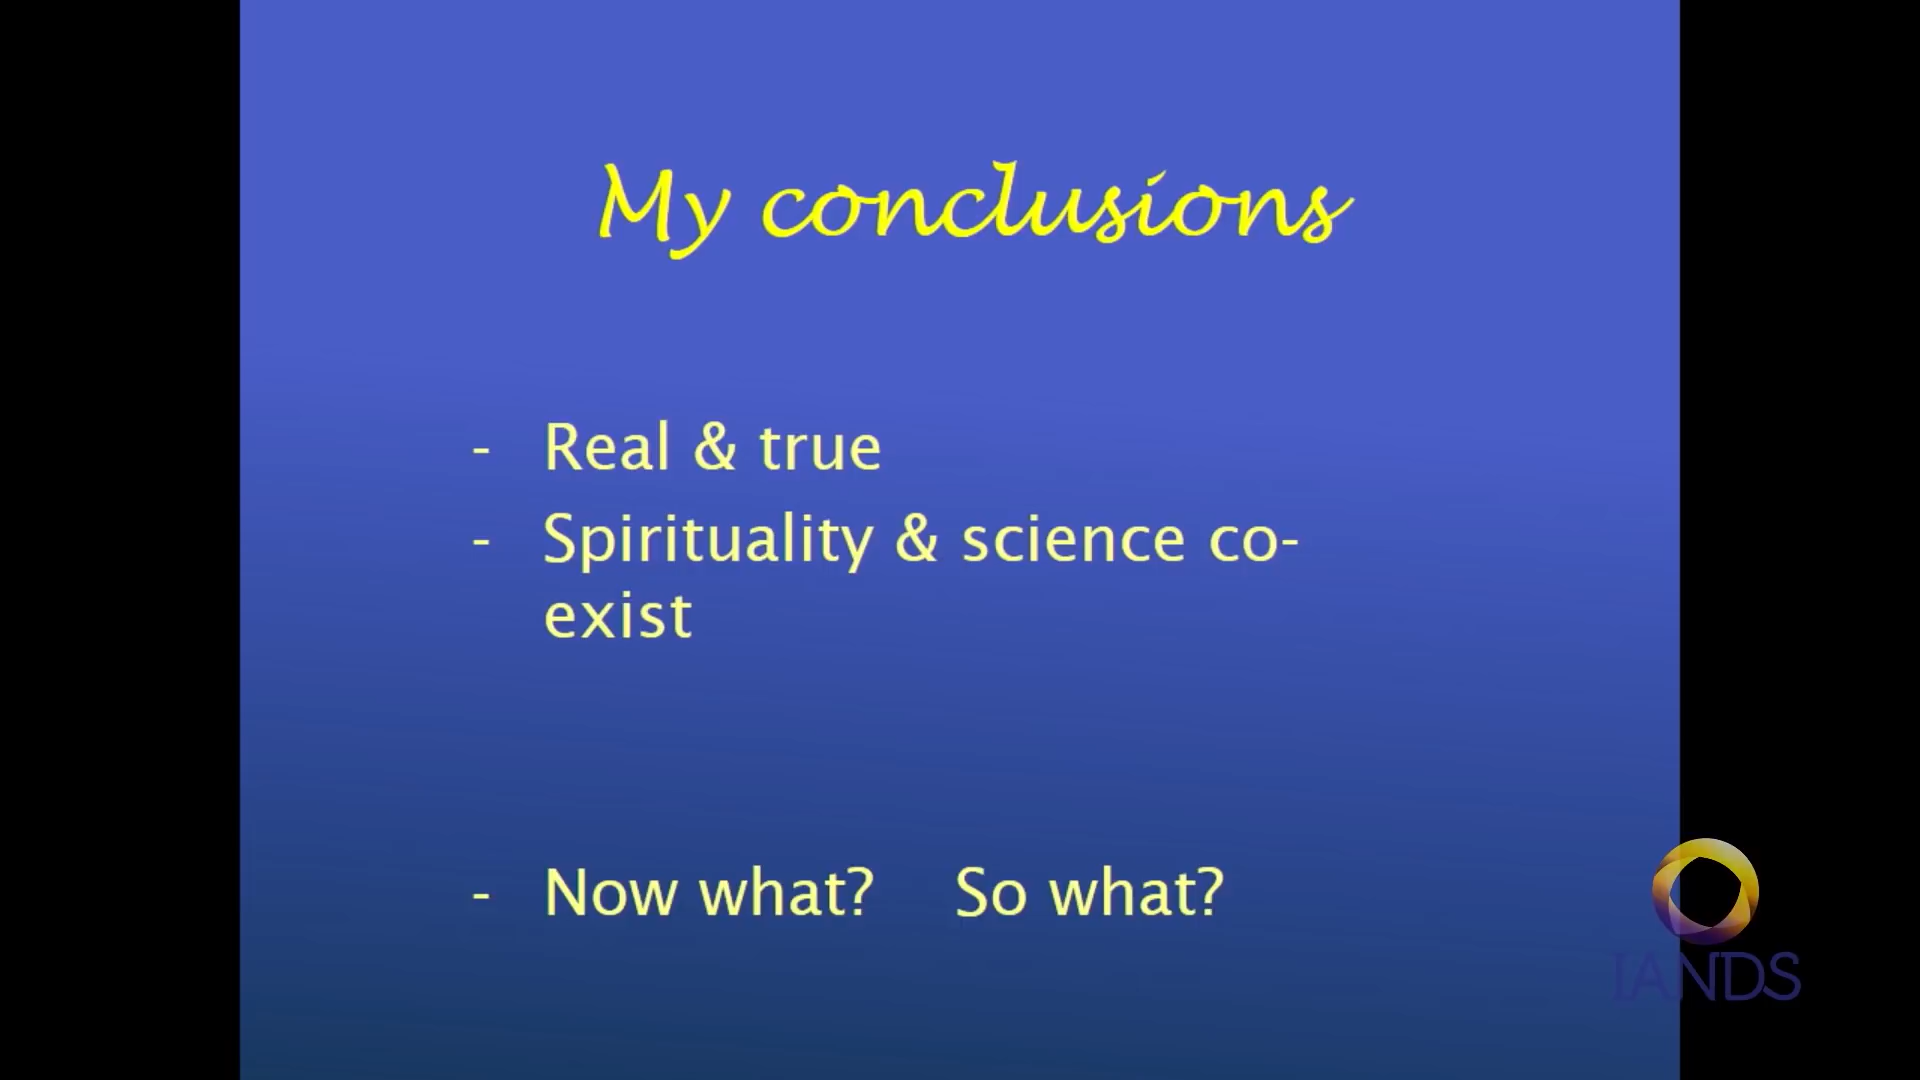 My conclusions
- Real & true
- Spirituality & science co-
exist
- Now what? So what?
IANDS